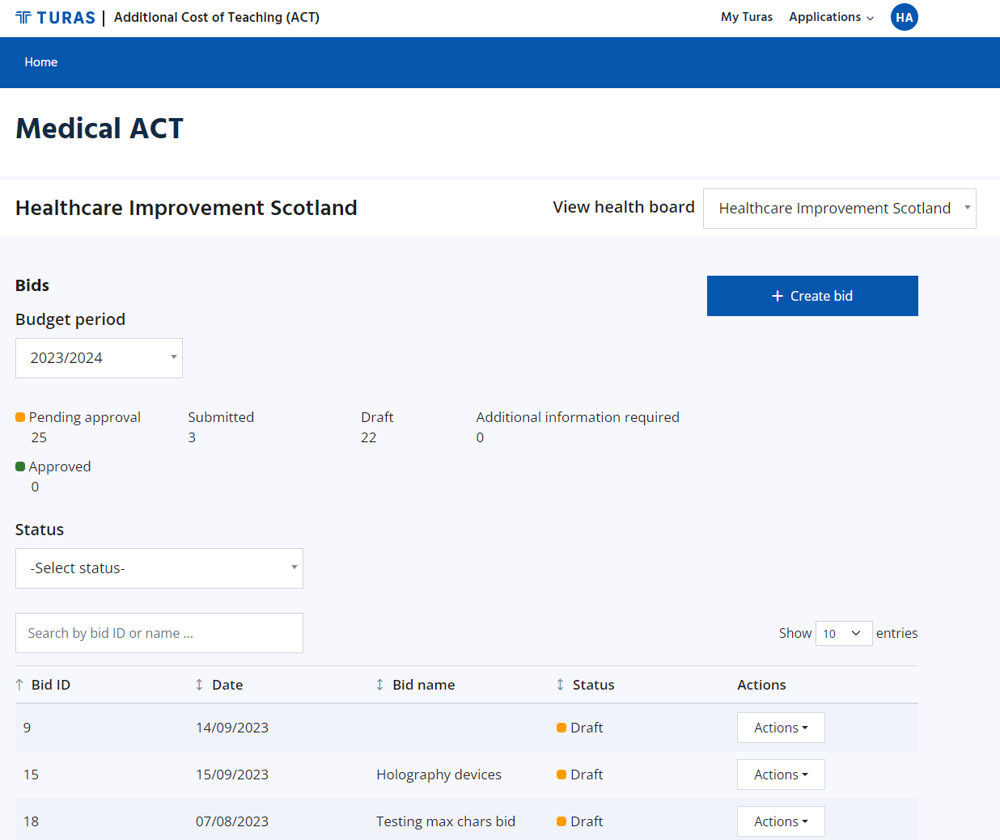 TURAS | Additional Cost of Teaching (ACT) My Turas Applications HA
Home
Medical ACT
Healthcare Improvement Scotland View health board Healthcare Improvement Scotland
Bids + Create bid
Budget period
2023/2024
Pending approval Submitted Draft Additional information required
25 3 22 0
Approved
0
Status
-Select status-
Search by bid ID or name ... Show 10 entries
Bid ID Date Bid name Status Actions
9 14/09/2023 Draft Actions
15 15/09/2023 Holography devices Draft Actions
18 07/08/2023 Testing max chars bid Draft Actions